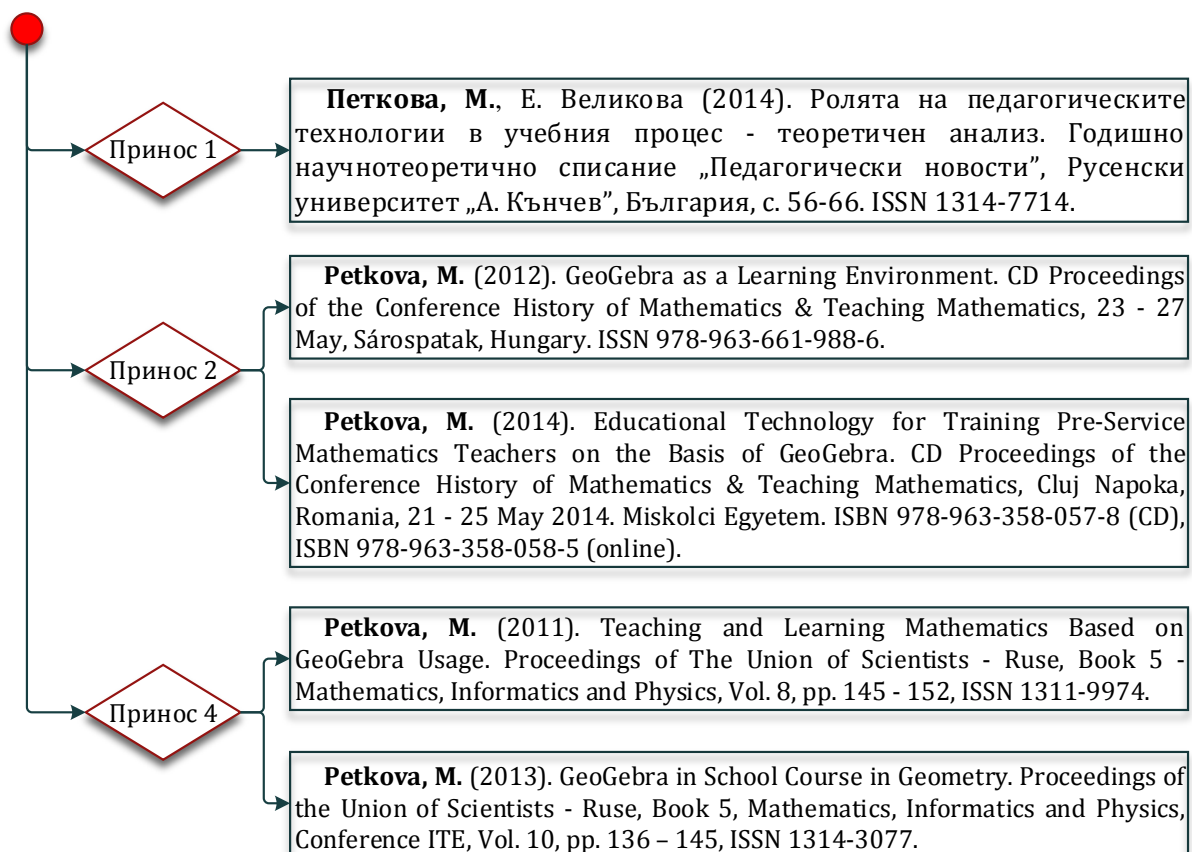 Принос 1
Петкова, М., Е. Великова (2014). Ролята на педагогическите
технологии в учебния процес - теоретичен анализ. Годишно
научнотеоретично списание „Педагогически новости”, Русенски
университет „А. Кънчев”, България, с. 56-66. ISSN 1314-7714.
Принос 2
Petkova, M. (2012). GeoGebra as a Learning Environment. CD Proceedings
of the Conference History of Mathematics & Teaching Mathematics, 23 - 27
May, Sárospatak, Hungary. ISSN 978-963-661-988-6.
Petkova, M. (2014). Educational Technology for Training Pre-Service
Mathematics Teachers on the Basis of GeoGebra. CD Proceedings of the
Conference History of Mathematics & Teaching Mathematics, Cluj Napoka,
Romania, 21 - 25 May 2014. Miskolci Egyetem. ISBN 978-963-358-057-8 (CD),
ISBN 978-963-358-058-5 (online).
Принос 4
Petkova, M. (2011). Teaching and Learning Mathematics Based on
GeoGebra Usage. Proceedings of The Union of Scientists - Ruse, Book 5 -
Mathematics, Informatics and Physics, Vol. 8, pp. 145 - 152, ISSN 1311-9974.
Petkova, M. (2013). GeoGebra in School Course in Geometry. Proceedings of
the Union of Scientists - Ruse, Book 5, Mathematics, Informatics and Physics,
Conference ITE, Vol. 10, pp. 136 – 145, ISSN 1314-3077.